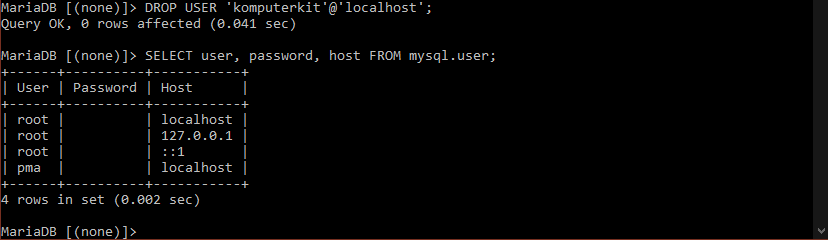 MariaDB [(none)]> DROP USER 'komputerkit'@'localhost';
Query OK, 0 rows affected (0.041 sec)
MariaDB [(none)]> SELECT user, password, host FROM mysql.user;
+------+----------+-----------+
| User | Password | Host      |
+------+----------+-----------+
| root |          | localhost |
| root |          | 127.0.0.1 |
| root |          | ::1       |
| pma  |          | localhost |
+------+----------+-----------+
4 rows in set (0.002 sec)
MariaDB [(none)]>